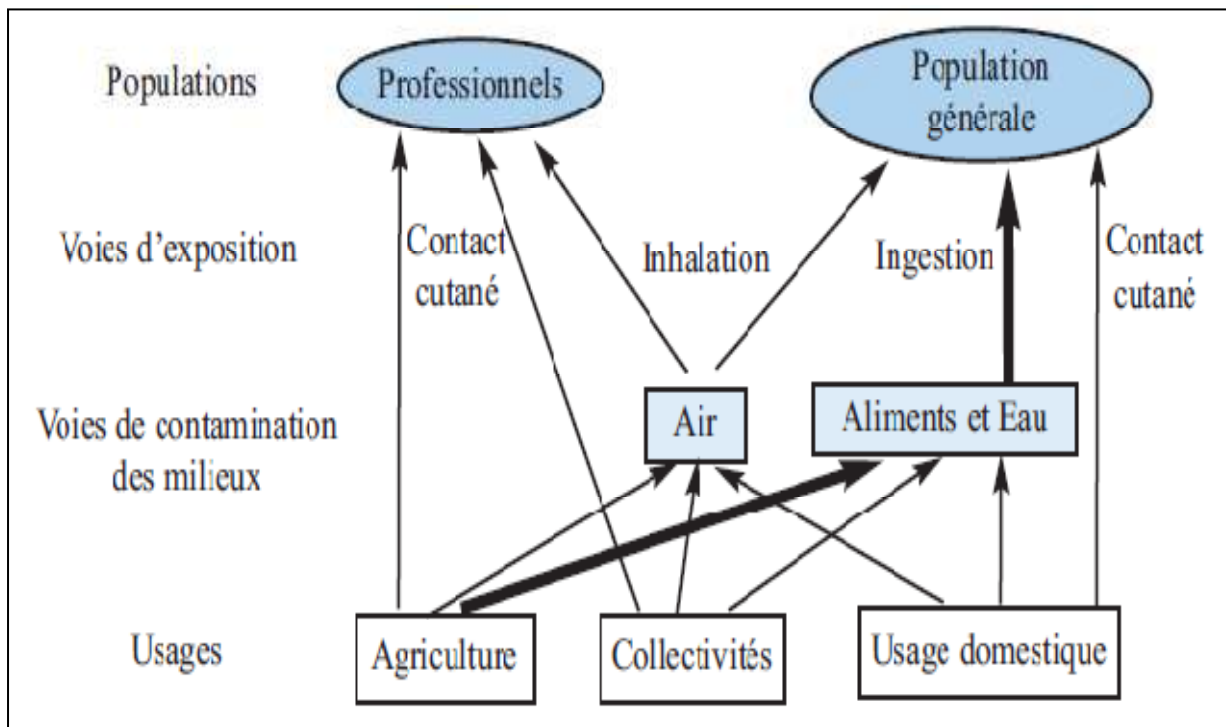 Populations
Professionnels
Population
générale
Voies d'exposition
Contact
cutané
Inhalation
Ingestion
Contact
cutané
Voies de contamination
des milieux
Air
Aliments et Eau
Usages
Agriculture
Collectivités
Usage domestique